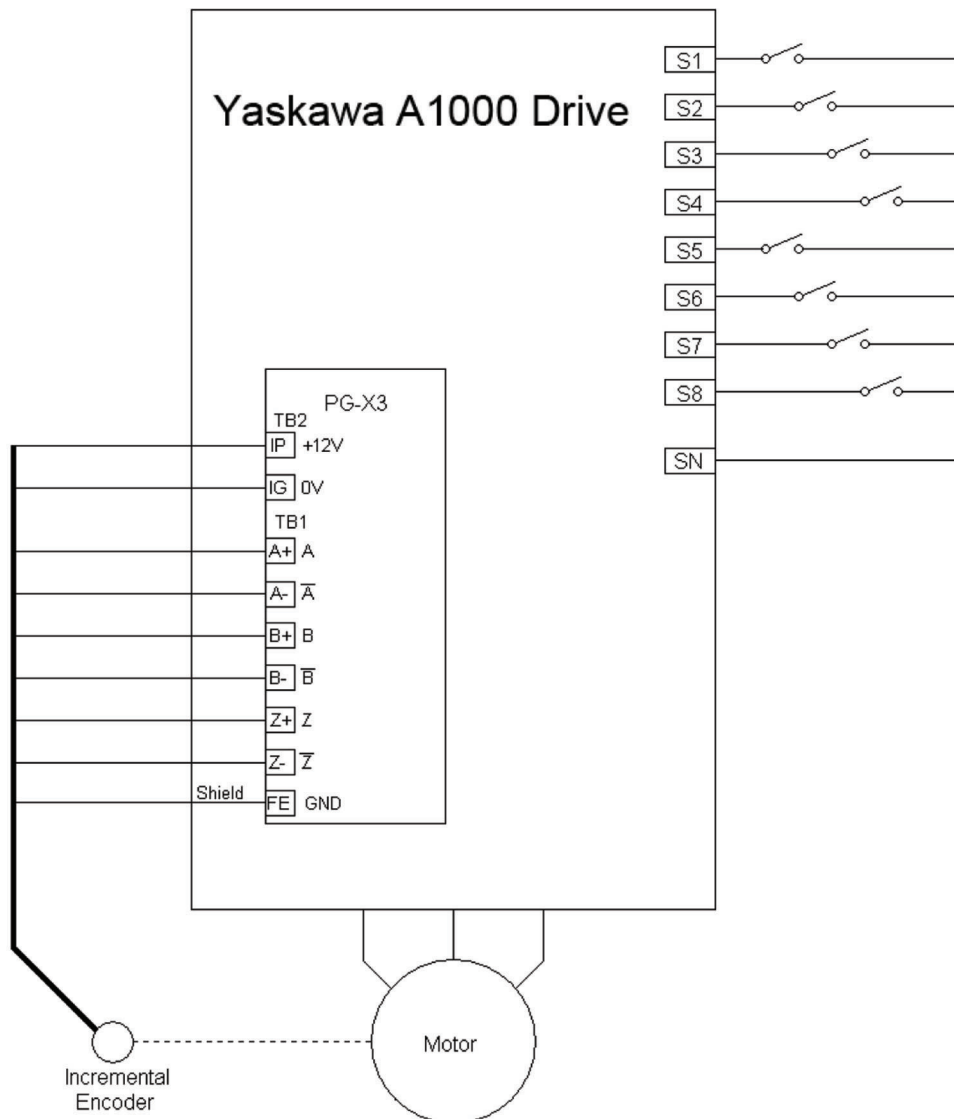 Yaskawa A1000 Drive
S1
S2
S3
S4
S5
S6
S7
S8
SN
PG-X3
TB2
IP +12V
IG 0V
TB1
A+ A
A- A̅
B+ B
B- B̅
Z+ Z
Z- Z̅
Shield FE GND
Motor
Incremental
Encoder